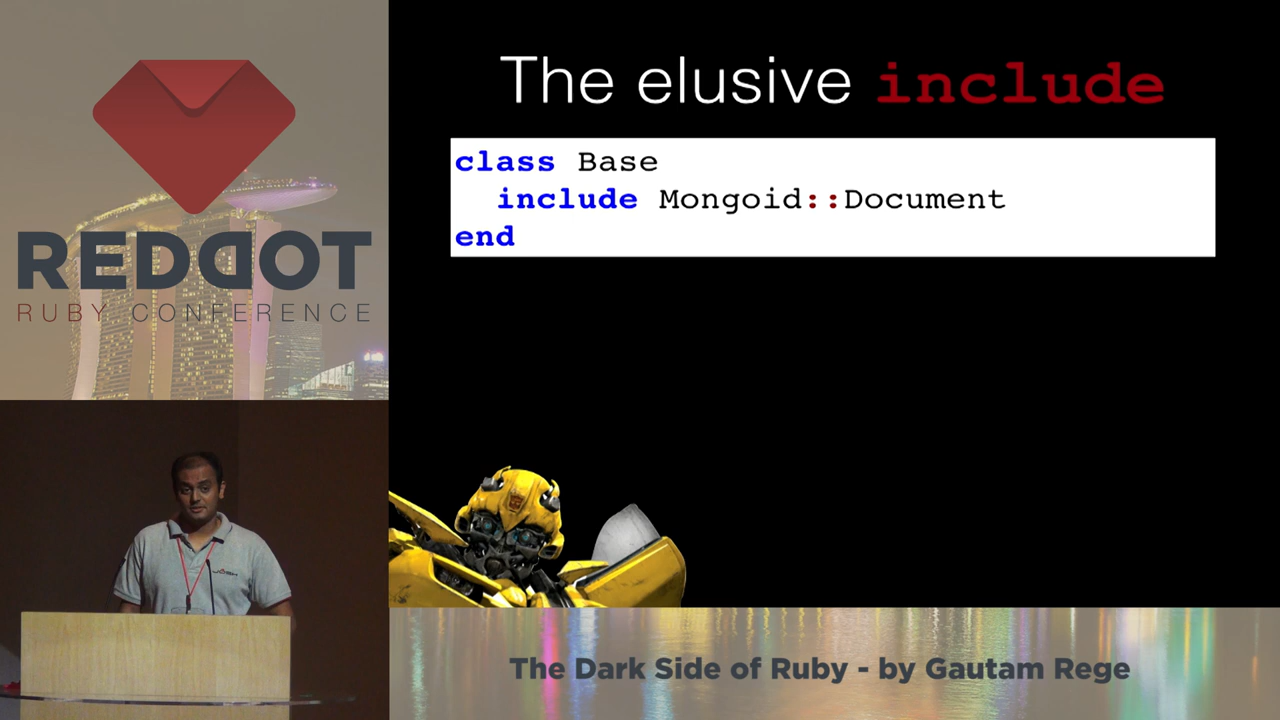 REDDOT
RUBY CONFERENCE
The elusive include
class Base
  include Mongoid::Document
end
The Dark Side of Ruby - by Gautam Rege